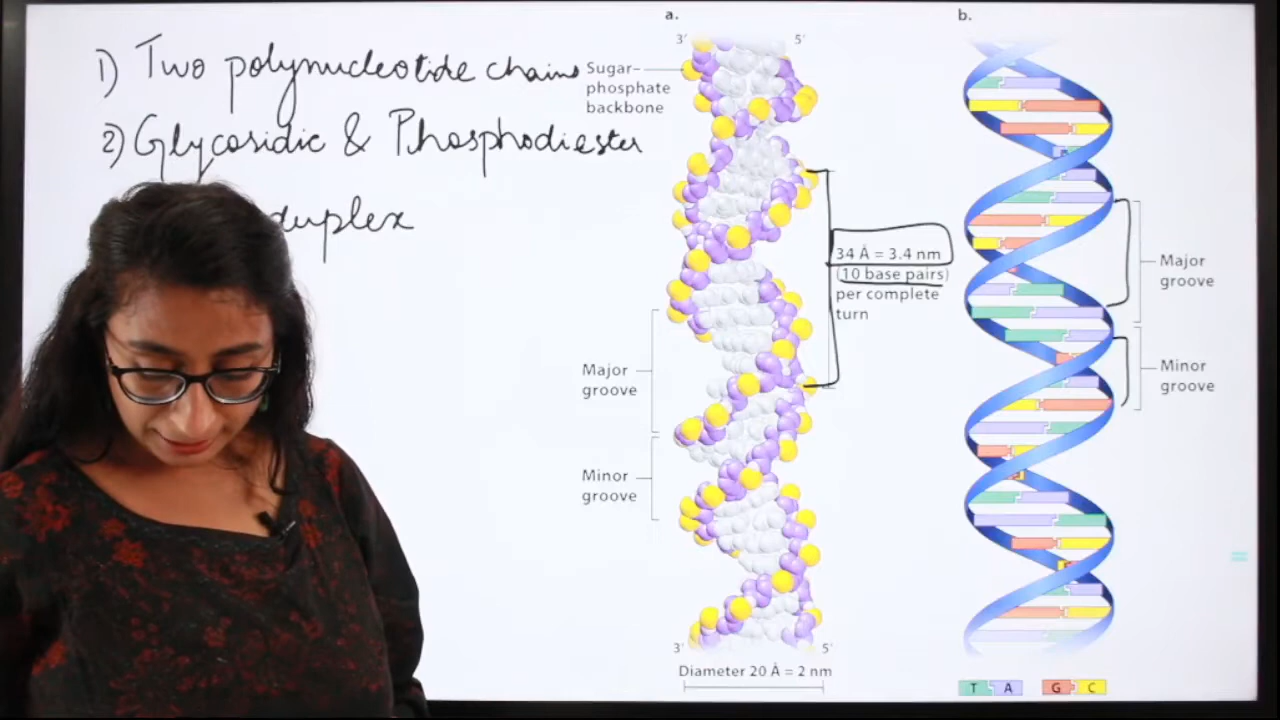 1) Two polynucleotide chains
2) Glycosidic & Phosphodiester
duplex
a.
3′ 5′
Sugar–
phosphate
backbone
34 Å = 3.4 nm
(10 base pairs)
per complete
turn
Major
groove
Minor
groove
3′ 5′
Diameter 20 Å = 2 nm
b.
Major
groove
Minor
groove
T A G C